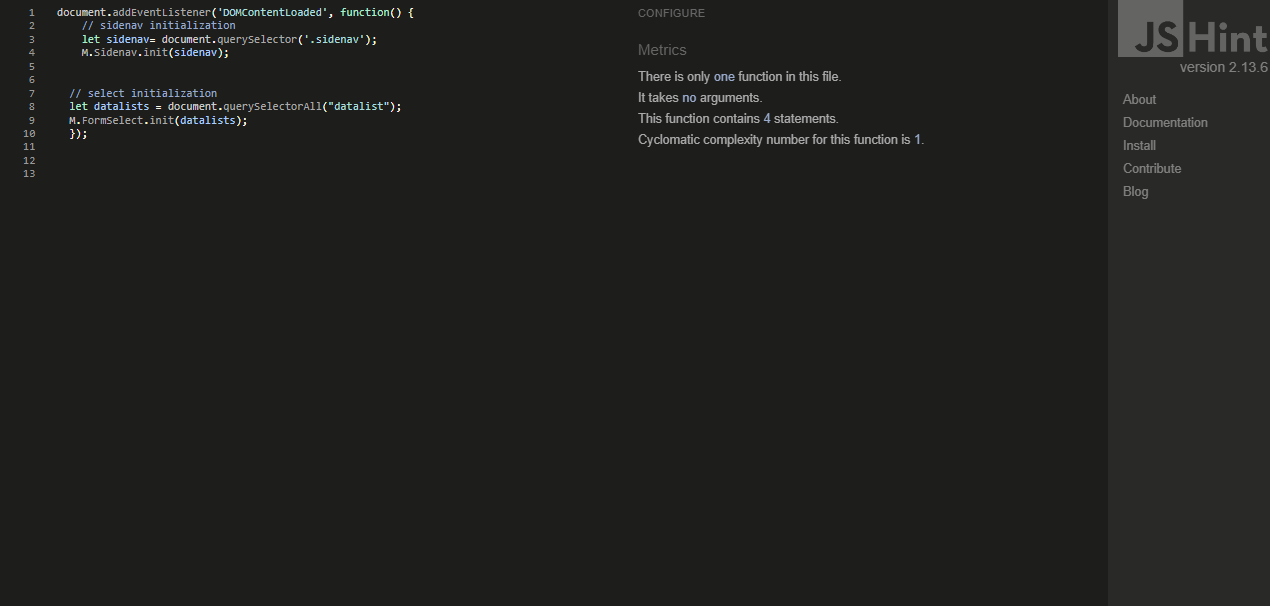 1 document.addEventListener('DOMContentLoaded', function() {
2 // sidenav initialization
3 let sidenav= document.querySelector('.sidenav');
4 M.Sidenav.init(sidenav);
5
6
7 // select initialization
8 let datalists = document.querySelectorAll("datalist");
9 M.FormSelect.init(datalists);
10 });
11
12
13
CONFIGURE
Metrics
There is only one function in this file.
It takes no arguments.
This function contains 4 statements.
Cyclomatic complexity number for this function is 1.
JSHint
version 2.13.6
About
Documentation
Install
Contribute
Blog